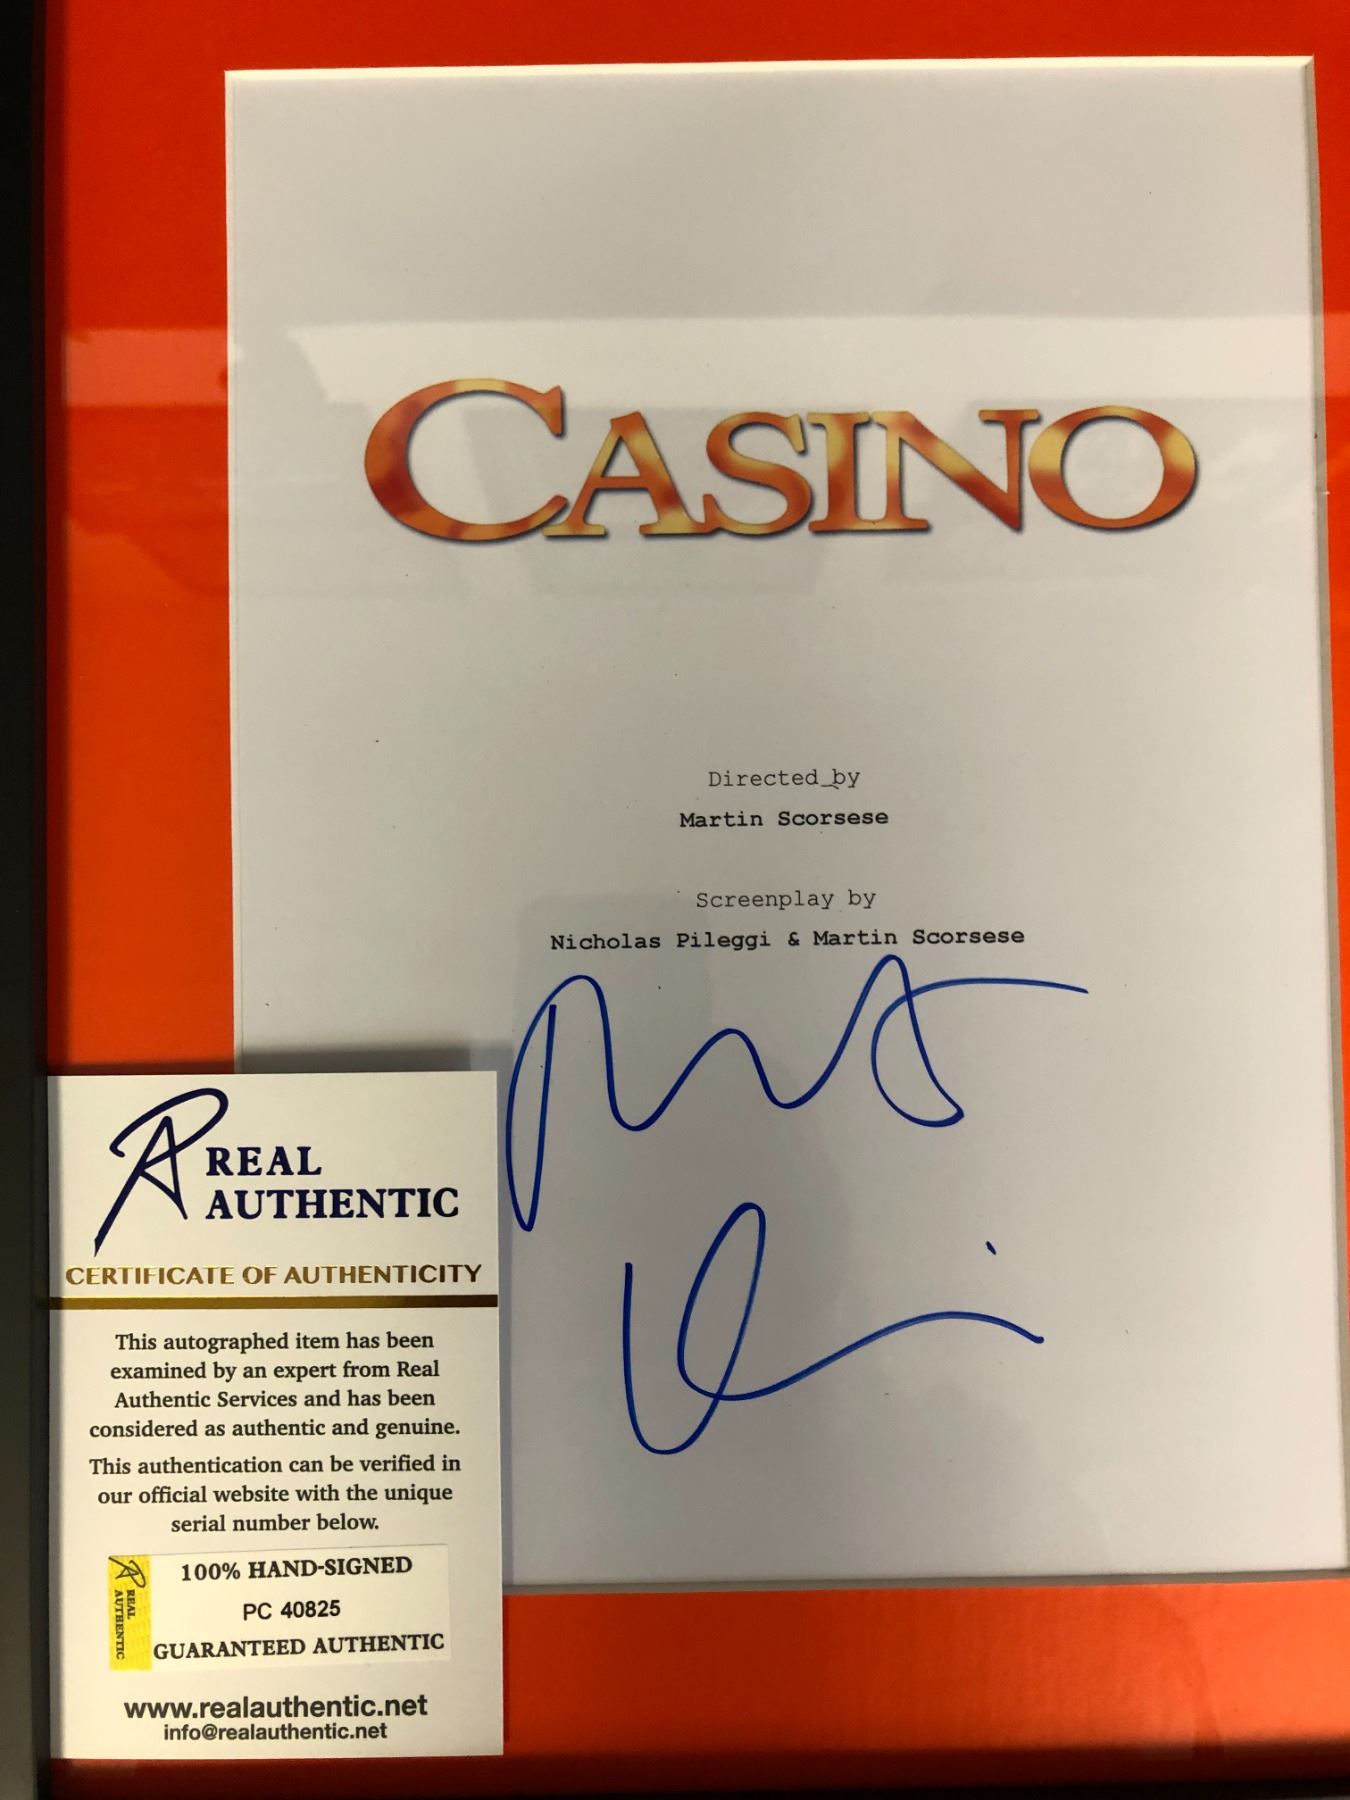 CASINO
Directed by
Martin Scorsese
Screenplay by
Nicholas Pileggi & Martin Scorsese
REAL
AUTHENTIC
CERTIFICATE OF AUTHENTICITY
This autographed item has been
examined by an expert from Real
Authentic Services and has been
considered as authentic and genuine.
This authentication can be verified in
our official website with the unique
serial number below.
REAL
AUTHENTIC
100% HAND-SIGNED
PC 40825
GUARANTEED AUTHENTIC
www.realauthentic.net
info@realauthentic.net